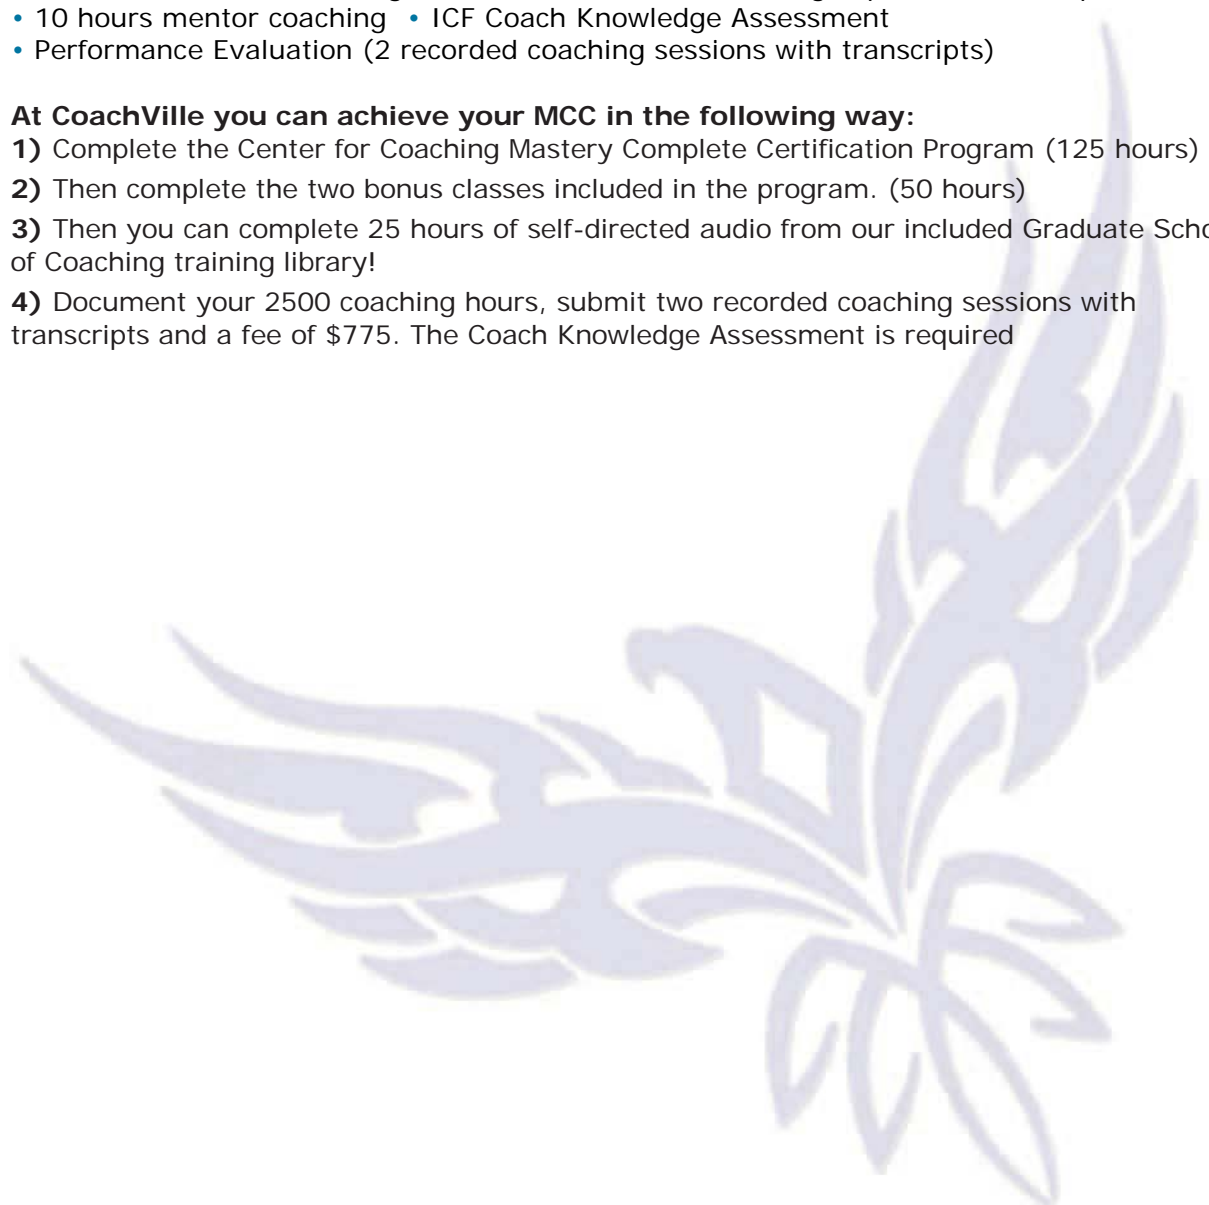 • 10 hours mentor coaching • ICF Coach Knowledge Assessment
• Performance Evaluation (2 recorded coaching sessions with transcripts)
At CoachVille you can achieve your MCC in the following way:
1) Complete the Center for Coaching Mastery Complete Certification Program (125 hours)
2) Then complete the two bonus classes included in the program. (50 hours)
3) Then you can complete 25 hours of self-directed audio from our included Graduate
of Coaching training library!
4) Document your 2500 coaching hours, submit two recorded coaching sessions with
transcripts and a fee of $775. The Coach Knowledge Assessment is required